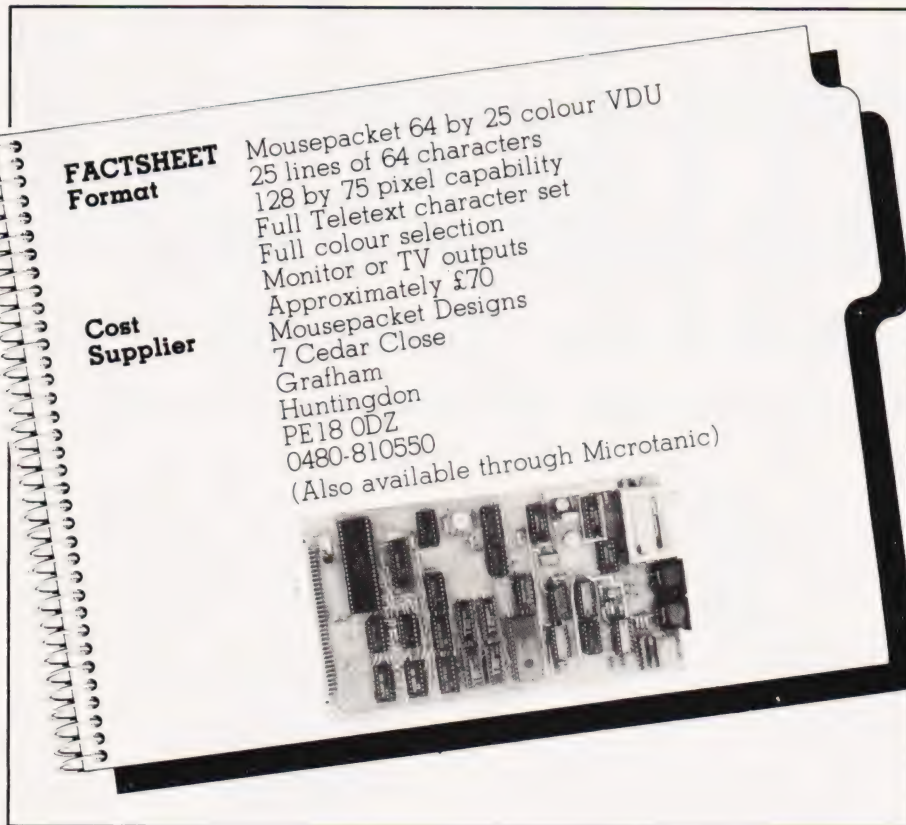 FACTSHEET Mousepacket 64 by 25 colour VDU
Format 25 lines of 64 characters
128 by 75 pixel capability
Full Teletext character set
Full colour selection
Monitor or TV outputs
Cost Approximately £70
Supplier Mousepacket Designs
7 Cedar Close
Grafham
Huntingdon
PE18 0DZ
0480-810550
(Also available through Microtanic)